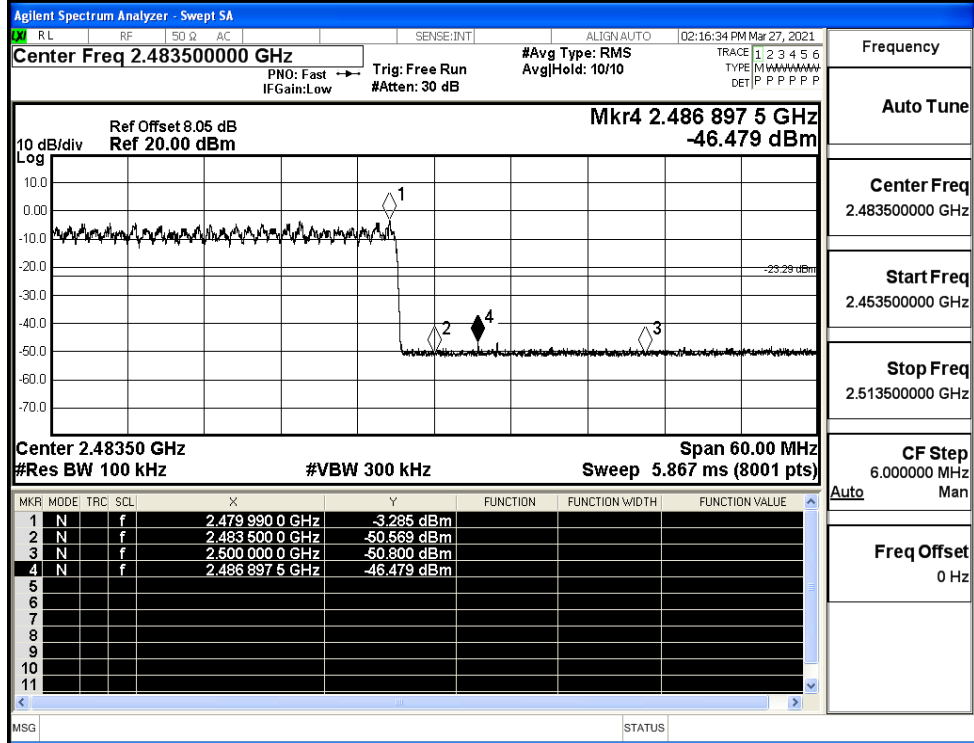 Agilent Spectrum Analyzer - Swept SA
LXI RL RF 50 Ω AC SENSE:INT ALIGNAUTO 02:16:34 PM Mar 27, 2021
Center Freq 2.483500000 GHz
PNO: Fast
IFGain:Low
Trig: Free Run
#Atten: 30 dB
#Avg Type: RMS
Avg|Hold: 10/10
TRACE 1 2 3 4 5 6
TYPE M WWWWW
DET P P P P P P
Mkr4 2.486 897 5 GHz
-46.479 dBm
Ref Offset 8.05 dB
10 dB/div Ref 20.00 dBm
Log
10.0
0.00
-10.0
-20.0
-30.0
-40.0
-50.0
-60.0
-70.0
1
2
4
3
-23.29 dBm
Center 2.48350 GHz Span 60.00 MHz
#Res BW 100 kHz #VBW 300 kHz Sweep 5.867 ms (8001 pts)
MKR MODE TRC SCL X Y FUNCTION FUNCTION WIDTH FUNCTION VALUE
1 N f 2.479 990 0 GHz -3.285 dBm
2 N f 2.483 500 0 GHz -50.569 dBm
3 N f 2.500 000 0 GHz -50.800 dBm
4 N f 2.486 897 5 GHz -46.479 dBm
5
6
7
8
9
10
11
MSG STATUS
Frequency
Auto Tune
Center Freq
2.483500000 GHz
Start Freq
2.453500000 GHz
Stop Freq
2.513500000 GHz
CF Step
6.000000 MHz
Auto Man
Freq Offset
0 Hz